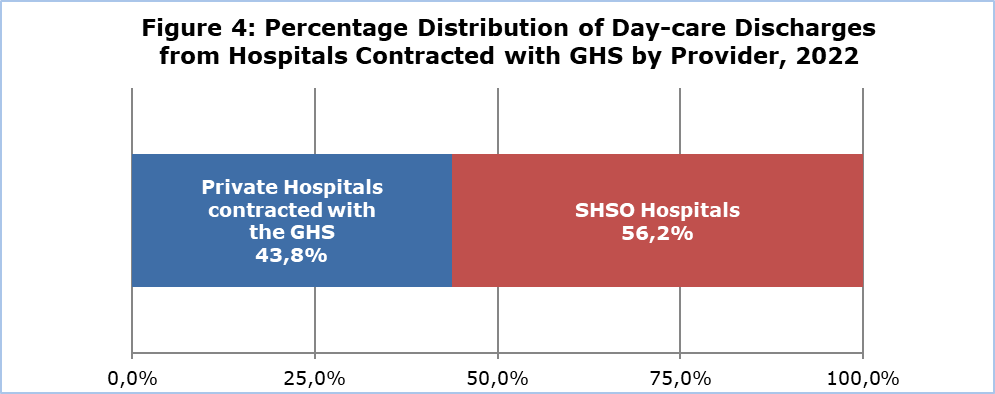 Figure 4: Percentage Distribution of Day-care Discharges
from Hospitals Contracted with GHS by Provider, 2022
Private Hospitals
contracted with
the GHS
43,8%
SHSO Hospitals
56,2%
0,0%
25,0%
50,0%
75,0%
100,0%